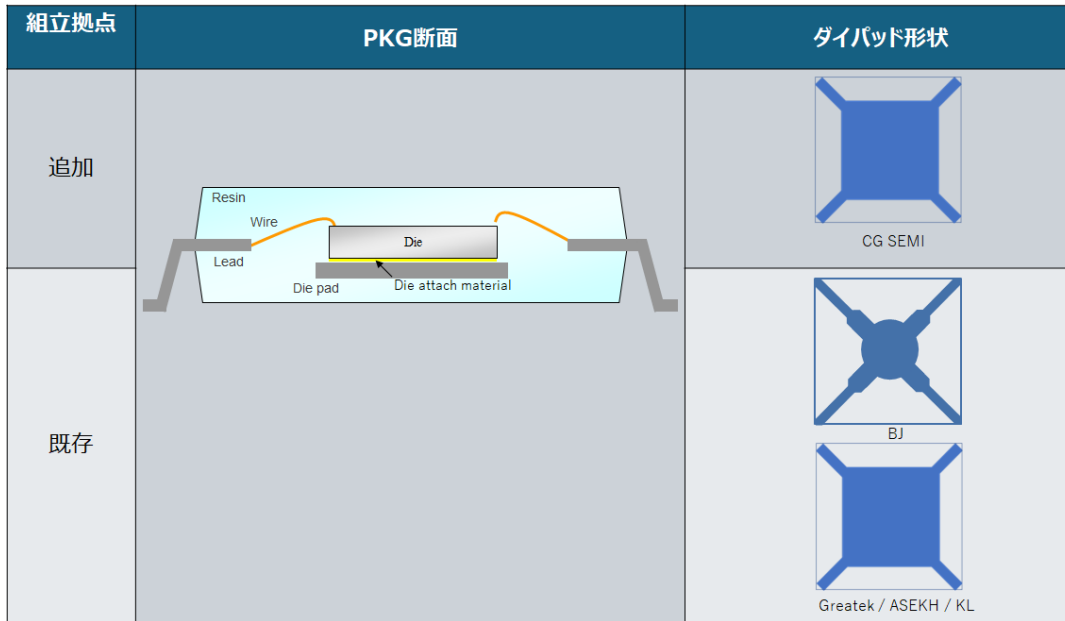 組立拠点
PKG断面
ダイパッド形状
追加
Resin
Wire
Die
Lead
Die pad
Die attach material
CG SEMI
既存
BJ
Greatek / ASEKH / KL